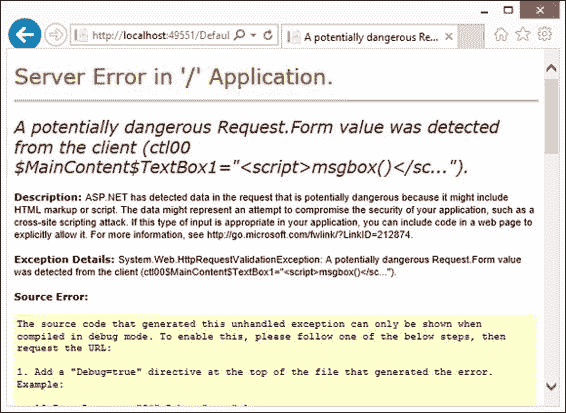 http://localhost:49551/Defaul
A potentially dangerous Re...
Server Error in '/' Application.
A potentially dangerous Request.Form value was detected
from the client (ctl00
$MainContent$TextBox1="<script>msgbox()</sc...").
Description: ASP.NET has detected data in the request that is potentially dangerous because it might include
HTML markup or script. The data might represent an attempt to compromise the security of your application, such as a
cross-site scripting attack. If this type of input is appropriate in your application, you can include code in a web page to
explicitly allow it. For more information, see http://go.microsoft.com/fwlink/?LinkID=212874.
Exception Details: System.Web.HttpRequestValidationException: A potentially dangerous Request.Form value
was detected from the client (ctl00$MainContent$TextBox1="<script>msgbox()</sc...").
Source Error:
The source code that generated this unhandled exception can only be shown
when compiled in debug mode. To enable this, please follow one of the
below steps, then
request the URL:
1. Add a "Debug=true" directive at the top of the file that generated the error.
Example: